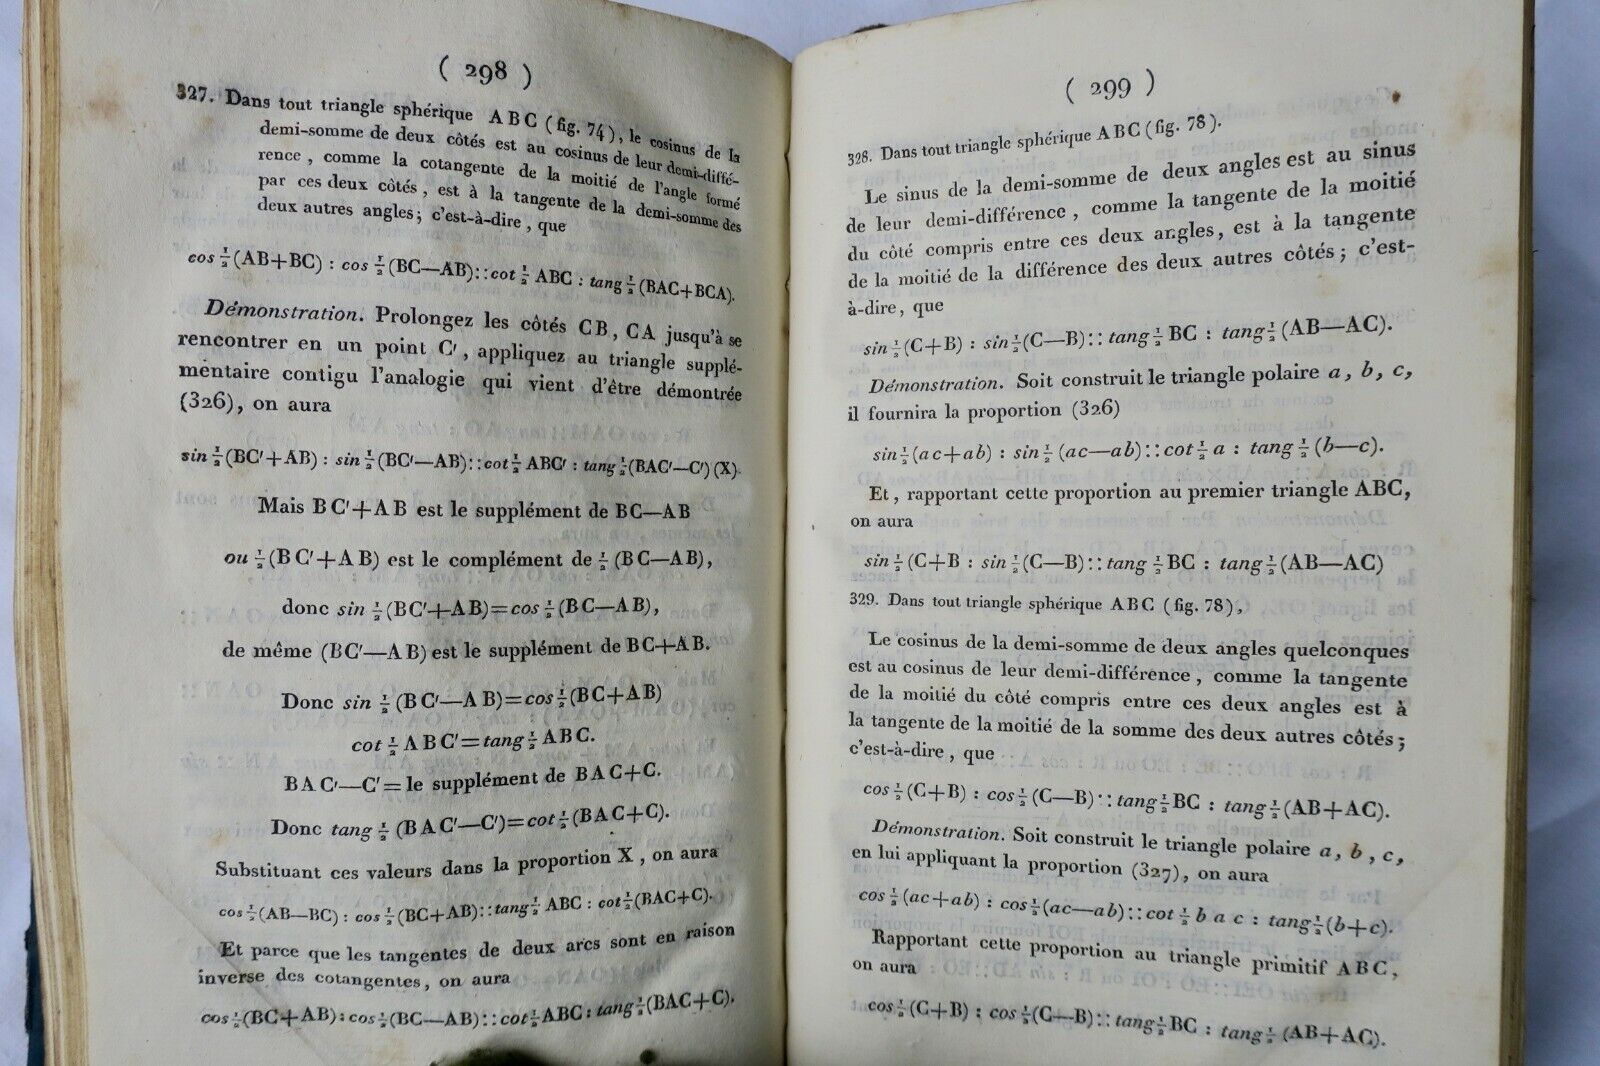 ( 298 )
327. Dans tout triangle sphérique ABC (fig. 74), le cosinus de la
demi-somme de deux côtés est au cosinus de leur demi-diffé-
rence, comme la cotangente de la moitié de l'angle formé
par ces deux côtés, est à la tangente de la demi-somme des
deux autres angles; c'est-à-dire, que
cos ½(AB+BC) : cos ½(BC—AB) :: cot ½ ABC : tang ½(BAC+BCA).
Démonstration. Prolongez les côtés CB, CA jusqu'à se
rencontrer en un point C', appliquez au triangle supplé-
mentaire contigu l'analogie qui vient d'être démontrée
(326), on aura
sin ½(BC'+AB) : sin ½(BC'—AB) :: cot ½ ABC' : tang ½(BAC'—C') (X)
Mais BC'+AB est le supplément de BC—AB
ou ½(BC'+AB) est le complément de ½(BC—AB),
donc sin ½(BC'+AB)=cos ½(BC—AB),
de même (BC'—AB) est le supplément de BC+AB.
Donc sin ½(BC'—AB)=cos ½(BC+AB)
cot ½ ABC'=tang ½ ABC.
BAC'—C'=le supplément de BAC+C.
Donc tang ½ (BAC'—C')=cot ½(BAC+C).
Substituant ces valeurs dans la proportion X, on aura
cos ½(AB—BC) : cos ½(BC+AB) :: tang ½ ABC : cot ½(BAC+C).
Et parce que les tangentes de deux arcs sont en raison
inverse des cotangentes, on aura
cos ½(BC+AB) : cos ½(BC—AB) :: cot ½ ABC : tang ½(BAC+C).
( 299 )
328. Dans tout triangle sphérique ABC (fig. 78).
Le sinus de la demi-somme de deux angles est au sinus
de leur demi-différence, comme la tangente de la moitié
du côté compris entre ces deux angles, est à la tangente
de la moitié de la différence des deux autres côtés; c'est-
à-dire, que
sin ½(C+B) : sin ½(C—B) :: tang ½ BC : tang ½ (AB—AC).
Démonstration. Soit construit le triangle polaire a, b, c,
il fournira la proportion (326)
sin ½(ac+ab) : sin ½ (ac—ab) :: cot ½ a : tang ½ (b—c).
Et, rapportant cette proportion au premier triangle ABC,
on aura
sin ½ (C+B : sin ½(C—B) :: tang ½ BC : tang ½(AB—AC)
329. Dans tout triangle sphérique ABC (fig. 78),
Le cosinus de la demi-somme de deux angles quelconques
est au cosinus de leur demi-différence, comme la tangente
de la moitié du côté compris entre ces deux angles est à
la tangente de la moitié de la somme des deux autres côtés;
c'est-à-dire, que
cos ½ (C+B) : cos ½ (C—B) :: tang ½ BC : tang ½ (AB+AC).
Démonstration. Soit construit le triangle polaire a, b, c,
en lui appliquant la proportion (327), on aura
cos ½ (ac+ab) : cos ½ (ac—ab) :: cot ½ b a c : tang ½ (b+c).
Rapportant cette proportion au triangle primitif ABC,
on aura
cos ½ (C+B) : cos ½ (C—B) :: tang ½ BC : tang ½ (AB+AC).